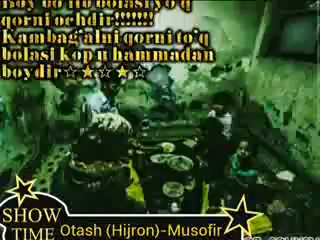 Boy bo'lib bolasi yo'q
qorni ochdir!!!!!!!
Kambag'alni qorni to'q
bolasi ko'p u hammadan
boydir☆★☆★☆
SHOW
TIME
Otash (Hijron)-Musofir